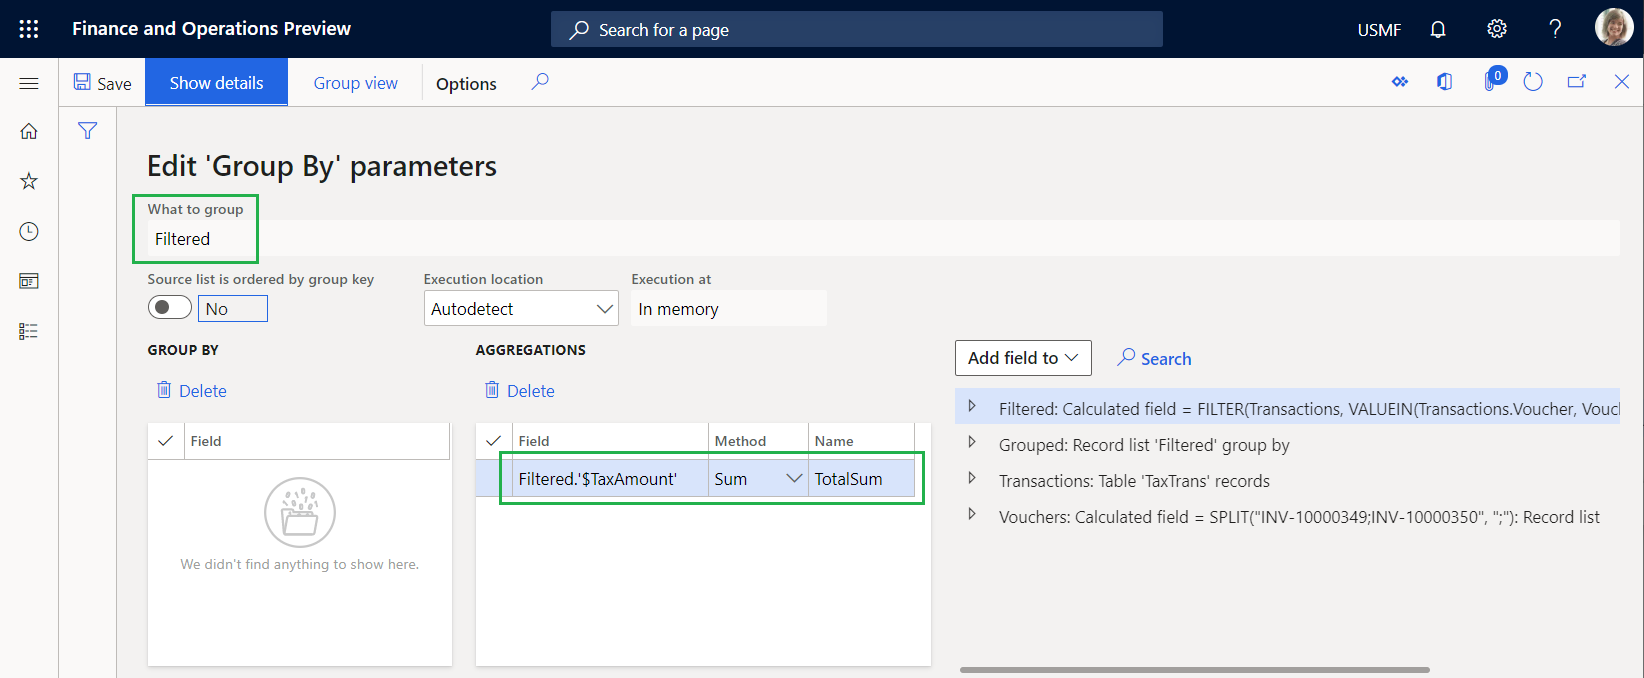 Finance and Operations Preview
Search for a page
USMF
?
Save
Show details
Group view
Options
0
Edit 'Group By' parameters
What to group
Filtered
Source list is ordered by group key
Execution location
Execution at
No
Autodetect
In memory
GROUP BY
AGGREGATIONS
Add field to
Search
Delete
Delete
Field
Field
Method
Name
Filtered.'$TaxAmount'
Sum
TotalSum
We didn't find anything to show here.
Filtered: Calculated field = FILTER(Transactions, VALUEIN(Transactions.Voucher, Voucl
Grouped: Record list 'Filtered' group by
Transactions: Table 'TaxTrans' records
Vouchers: Calculated field = SPLIT("INV-10000349;INV-10000350", ";"): Record list